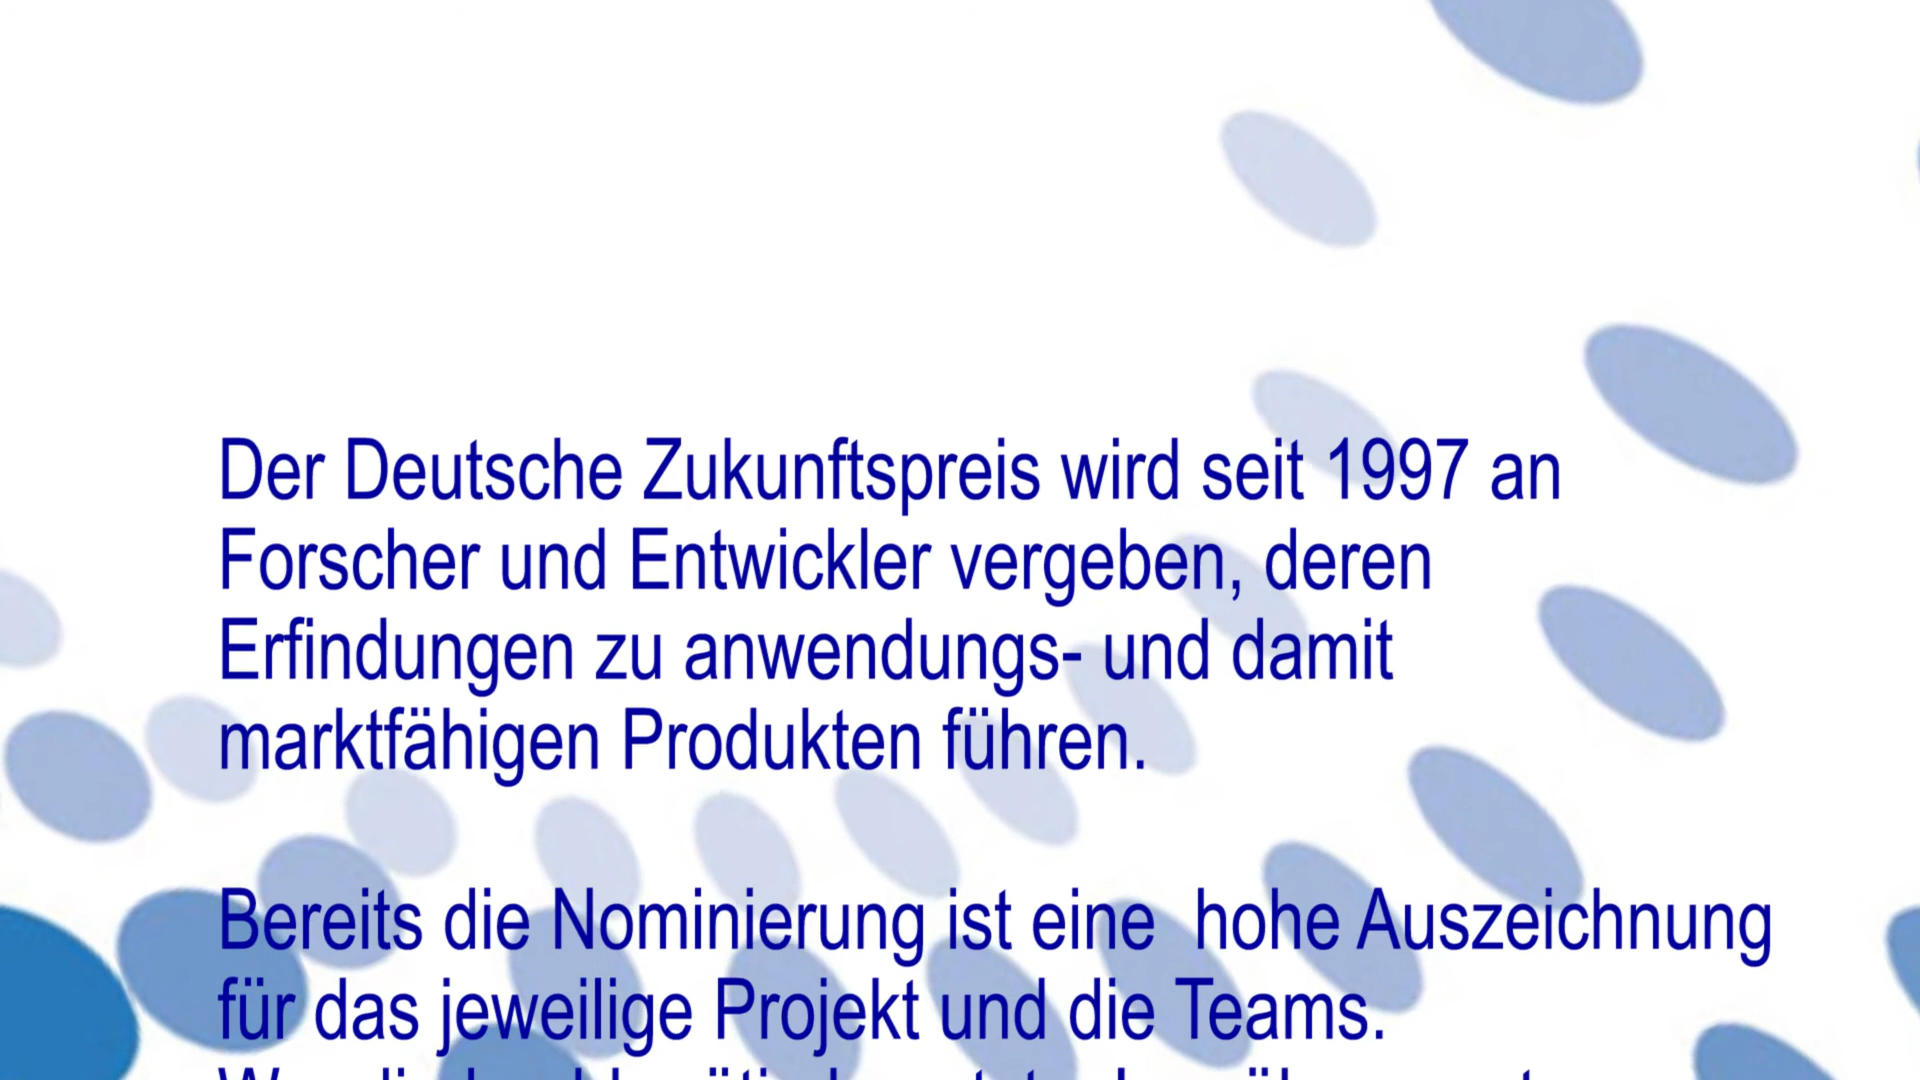 Der Deutsche Zukunftspreis wird seit 1997 an
Forscher und Entwickler vergeben, deren
Erfindungen zu anwendungs- und damit
marktfähigen Produkten führen.
Bereits die Nominierung ist eine  hohe Auszeichnung
für das jeweilige Projekt und die Teams.